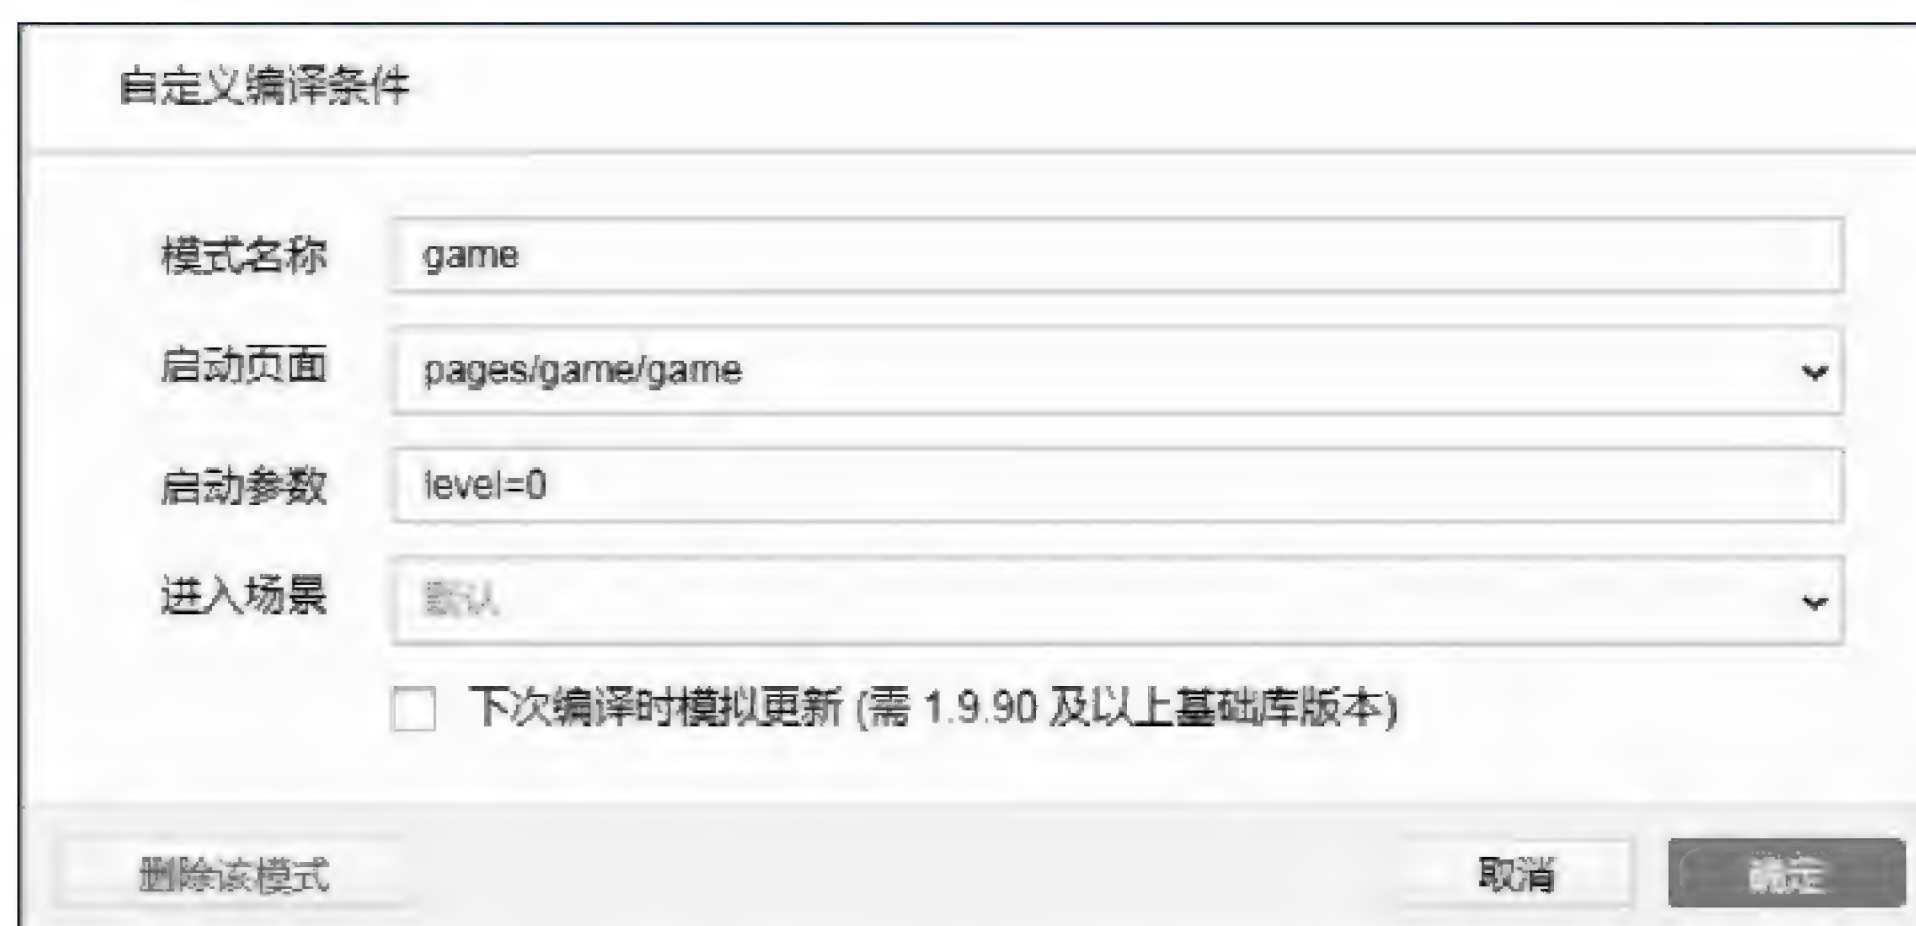 自定义编译条件
模式名称 game
启动页面 pages/game/game
启动参数 level=0
进入场景 默认
下次编译时模拟更新 (需 1.9.90 及以上基础库版本)
删除该模式 取消 确定